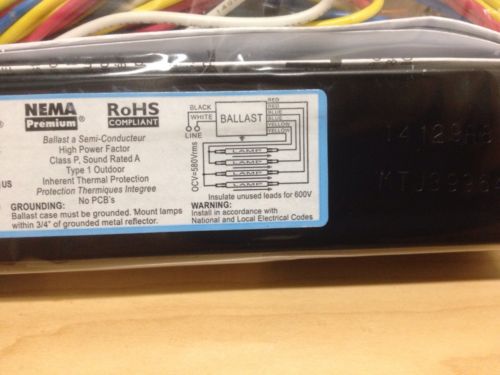 NEMA
Premium
RoHS
COMPLIANT
Ballast a Semi-Conducteur
High Power Factor
Class P, Sound Rated A
Type 1 Outdoor
Inherent Thermal Protection
Protection Thermiques Integree
No PCB's
US
GROUNDING:
Ballast case must be grounded. Mount lamps
within 3/4" of grounded metal reflector.
BLACK
WHITE
LINE
BALLAST
RED
RED
BLUE
BLUE
YELLOW
YELLOW
OCV=580Vrms
LAMP
LAMP
LAMP
LAMP
Insulate unused leads for 600V
WARNING:
Install in accordance with
National and Local Electrical Codes